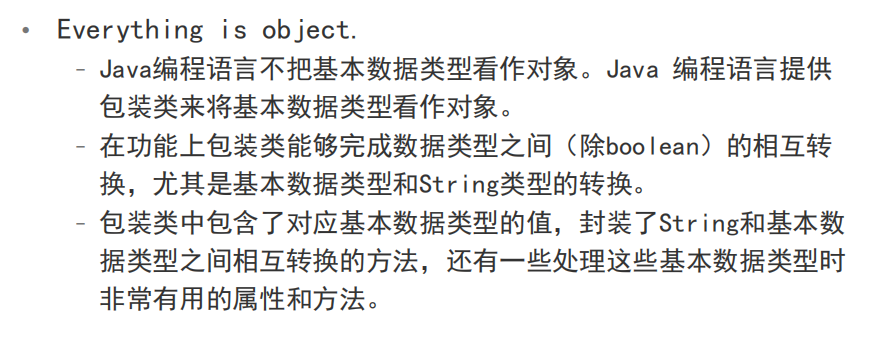 • Everything is object.
– Java编程语言不把基本数据类型看作对象。Java 编程语言提供
包装类来将基本数据类型看作对象。
– 在功能上包装类能够完成数据类型之间（除boolean）的相互转
换，尤其是基本数据类型和String类型的转换。
– 包装类中包含了对应基本数据类型的值，封装了String和基本数
据类型之间相互转换的方法，还有一些处理这些基本数据类型时
非常有用的属性和方法。